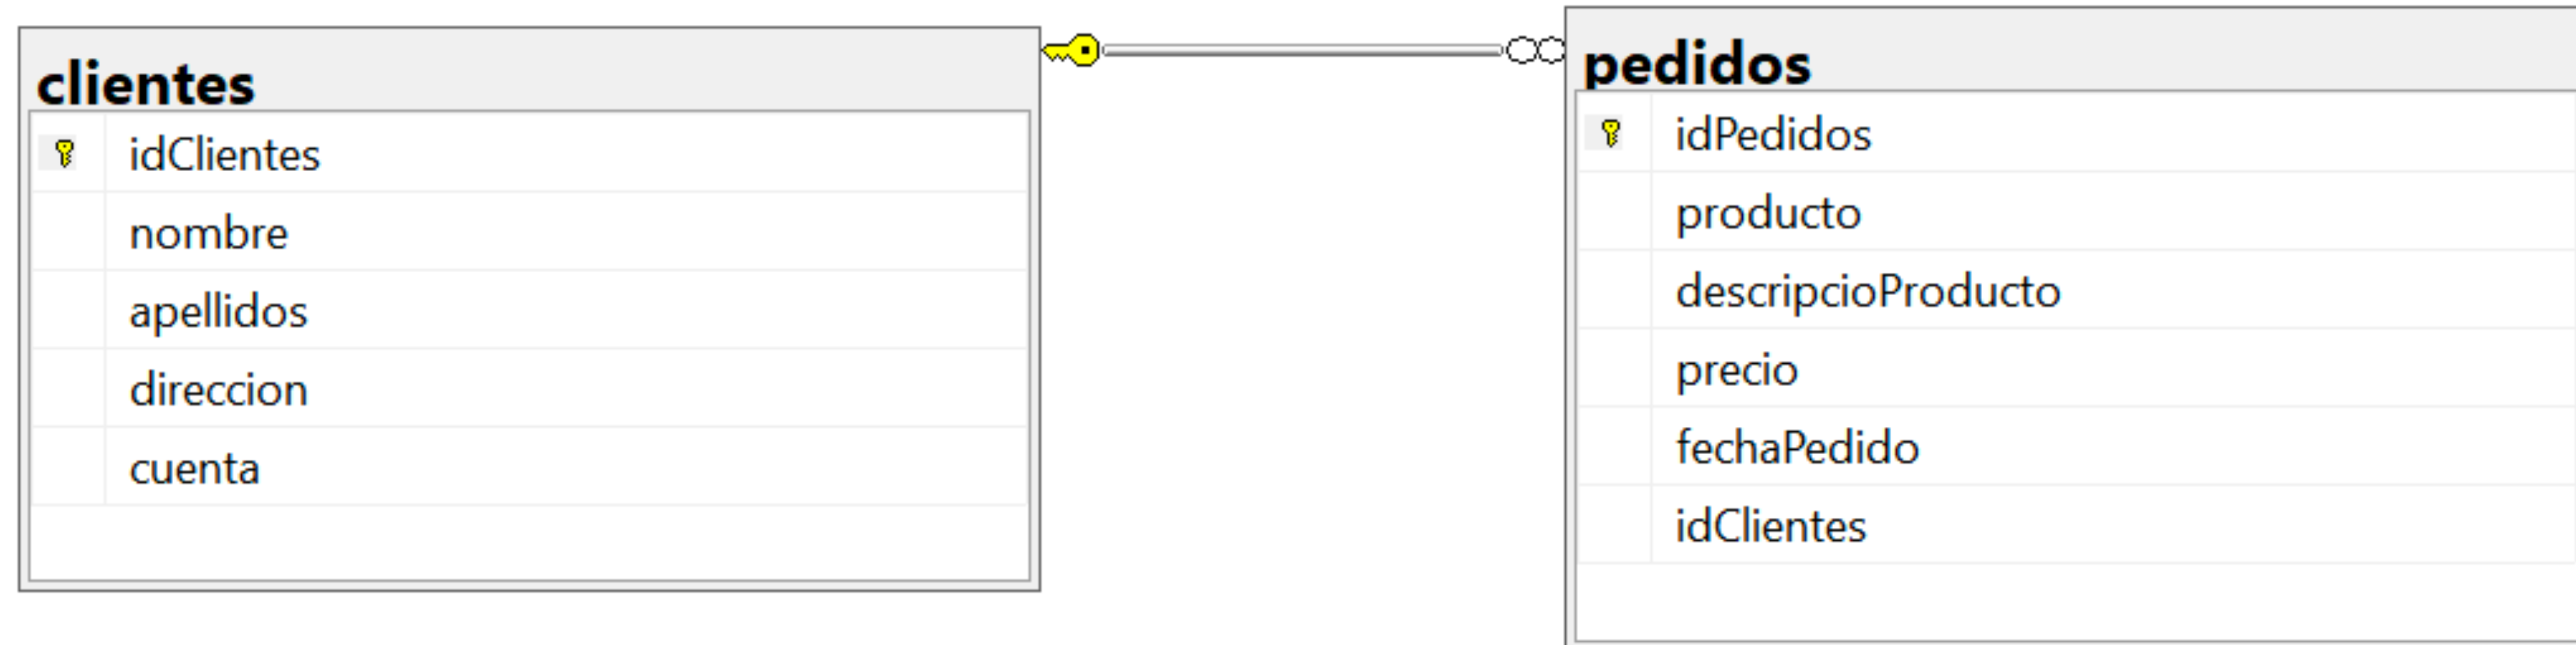 clientes
idClientes
nombre
apellidos
direccion
cuenta
pedidos
idPedidos
producto
descripcioProducto
precio
fechaPedido
idClientes